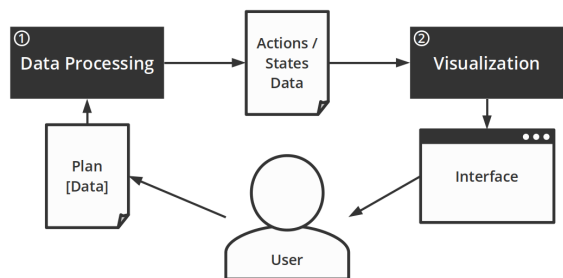 ①
Data Processing
Actions /
States
Data
②
Visualization
Plan
[Data]
Interface
User